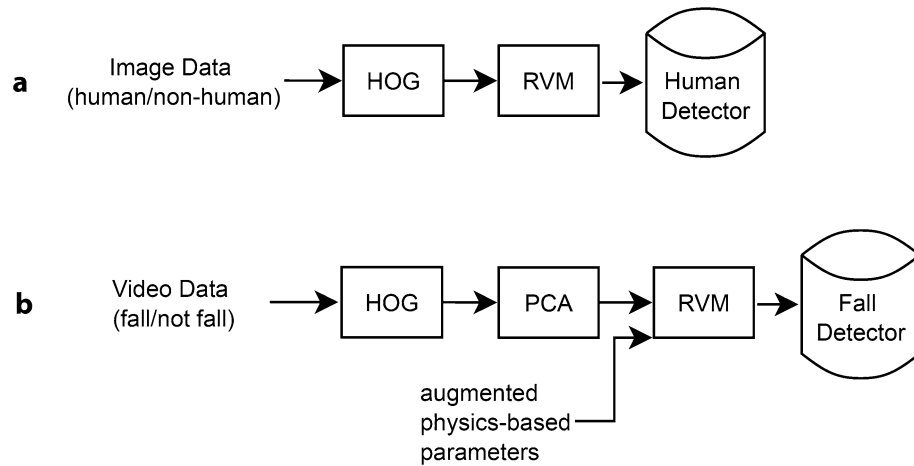 a
Image Data
(human/non-human)
HOG
RVM
Human
Detector
b
Video Data
(fall/not fall)
HOG
PCA
RVM
Fall
Detector
augmented
physics-based
parameters